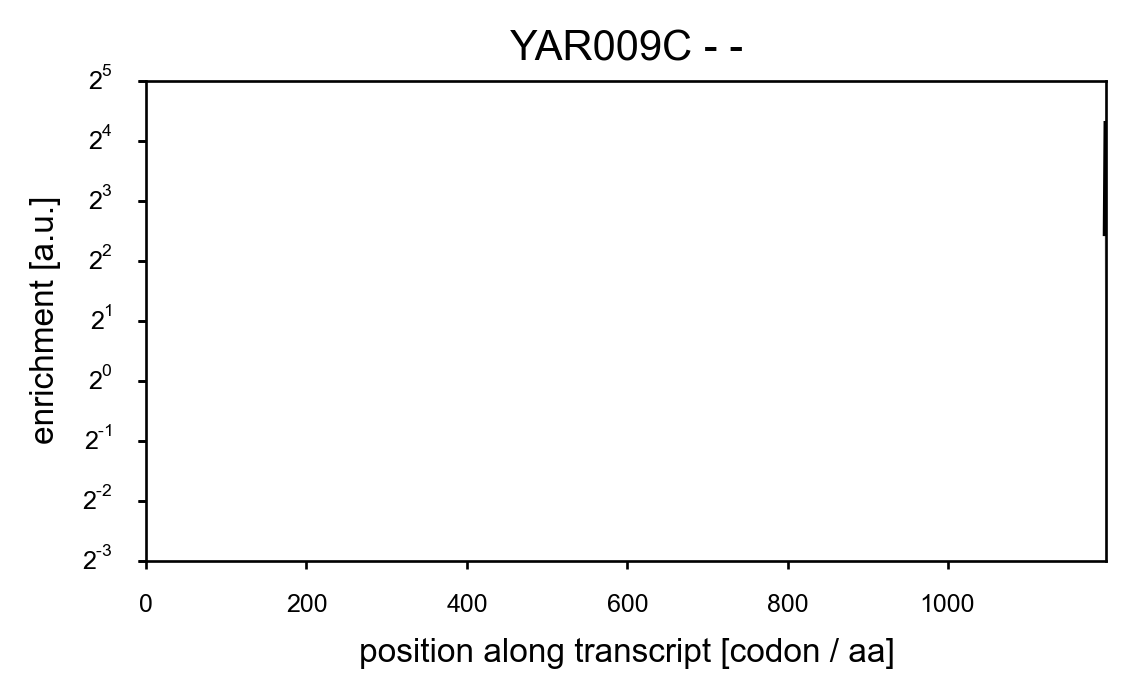 YAR009C - -
2^5
2^4
2^3
2^2
2^1
2^0
2^-1
2^-2
2^-3
enrichment [a.u.]
0 200 400 600 800 1000
position along transcript [codon / aa]